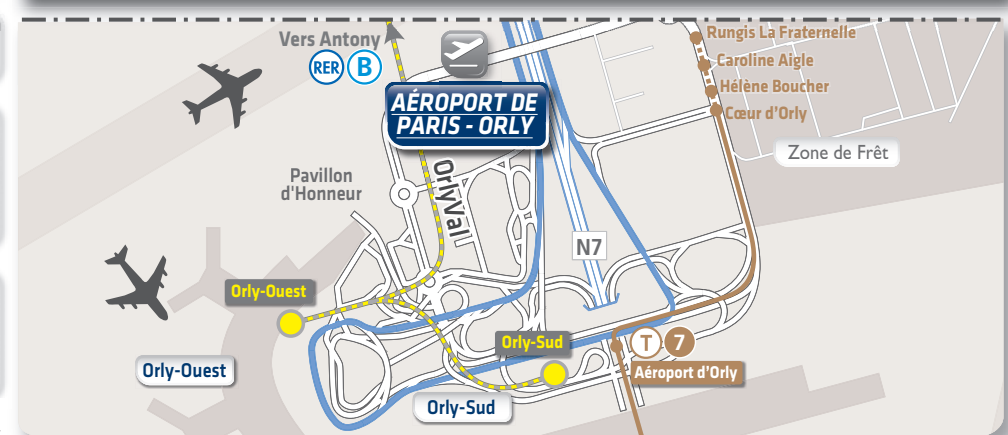 Vers Antony
RER B
AÉROPORT DE
PARIS - ORLY
Rungis La Fraternelle
Caroline Aigle
Hélène Boucher
Cœur d'Orly
Zone de Frêt
Pavillon
d'Honneur
OrlyVal
N7
Orly-Ouest
Orly-Sud
T 7
Aéroport d'Orly
Orly-Ouest
Orly-Sud